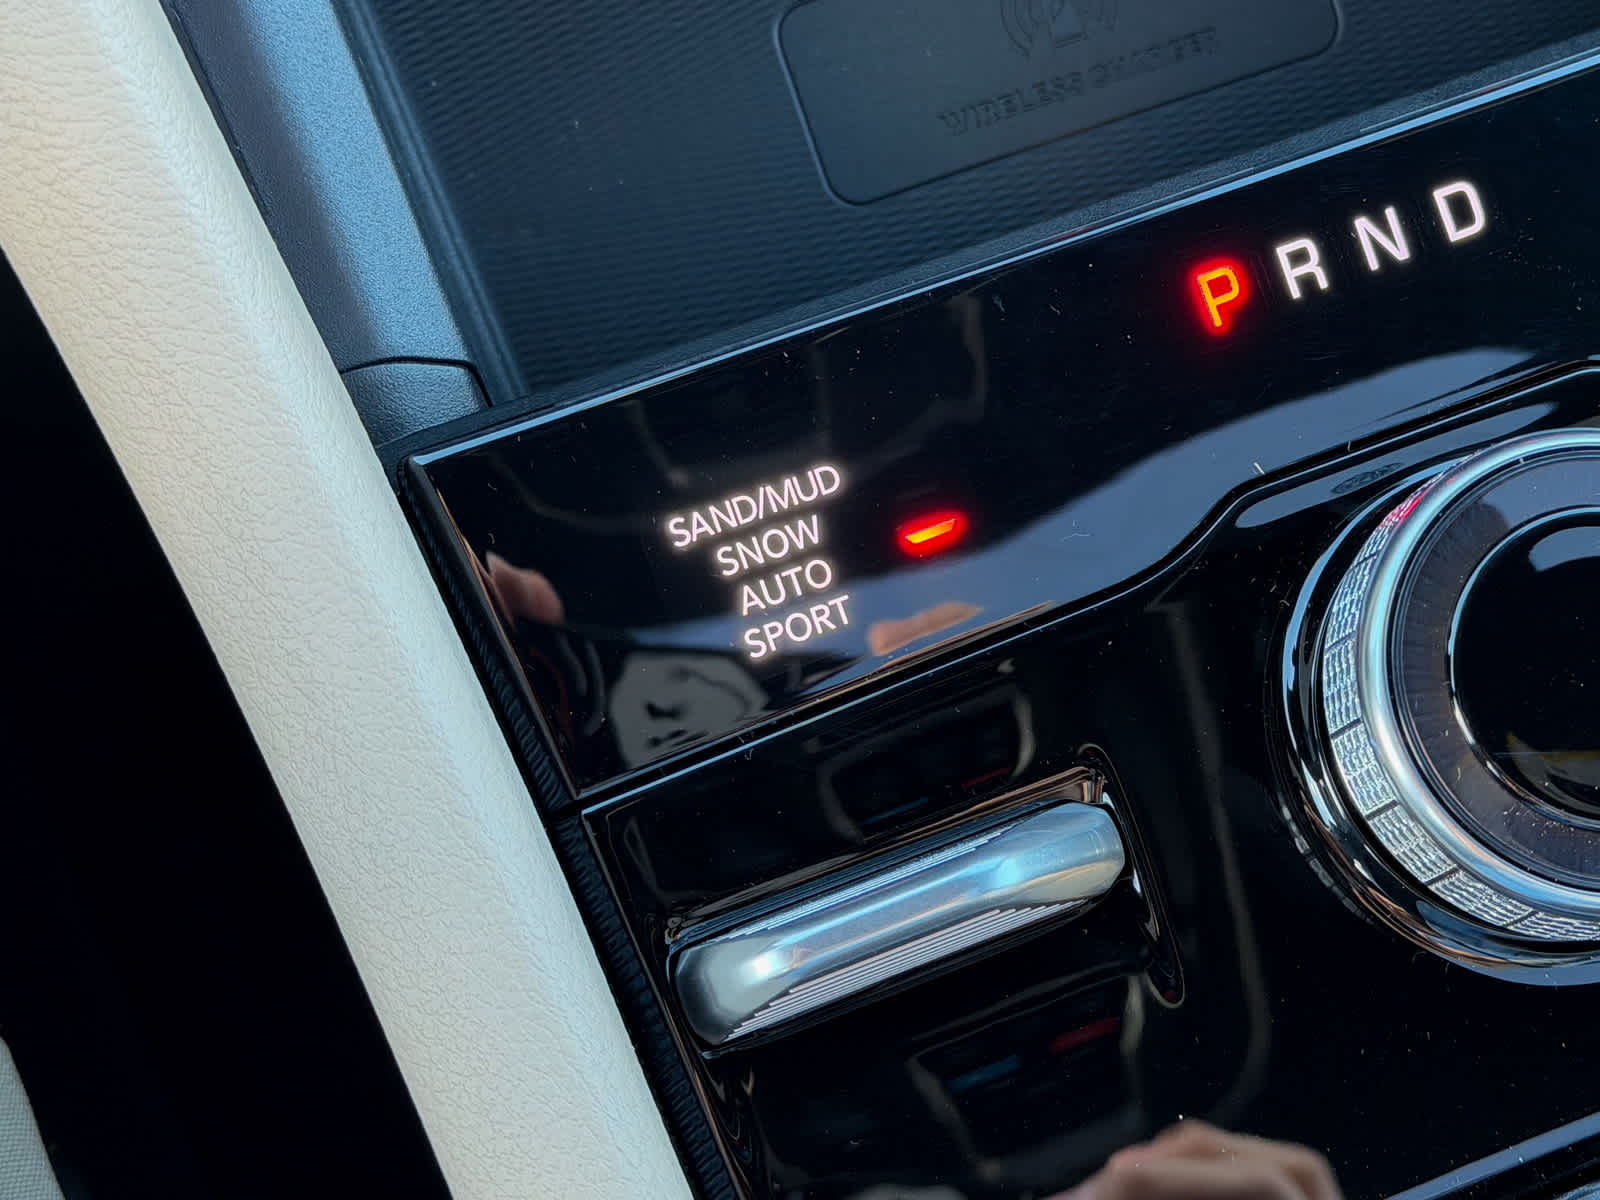 WIRELESS CHARGER
P R N D
SAND/MUD
SNOW
AUTO
SPORT